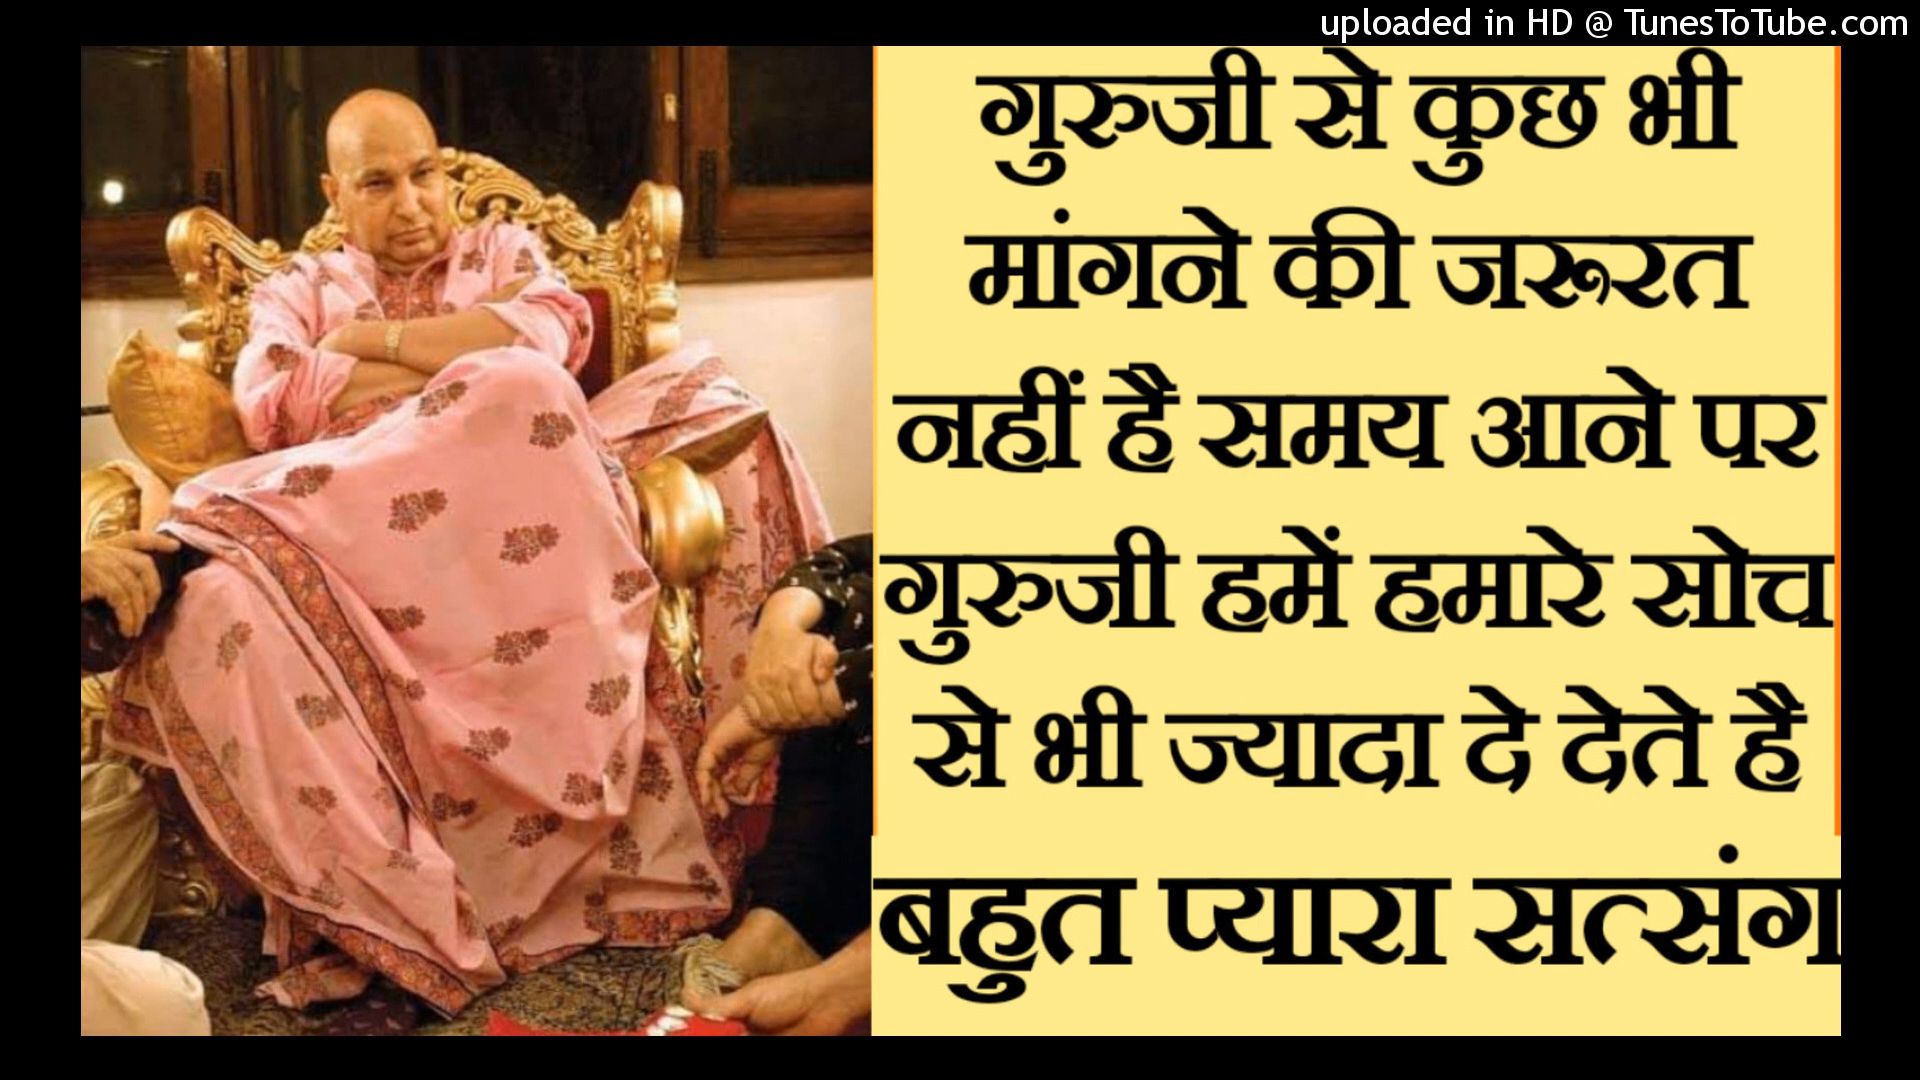 uploaded in HD @ TunesToTube.com
गुरुजी से कुछ भी
मांगने की जरूरत
नहीं है समय आने पर
गुरुजी हमें हमारे सोच
से भी ज्यादा दे देते है
बहुत प्यारा सत्संग